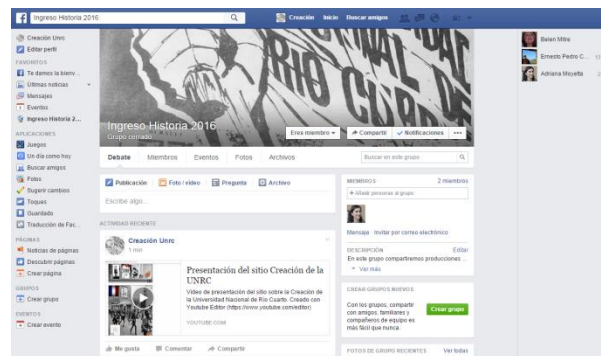 Ingreso Historia 2016
Creación Inicio Buscar amigos
Creación Unrc
Editar perfil
FAVORITOS
Te damos la bienv...
Últimas noticias
Mensajes
Eventos
Ingreso Historia 2...
APLICACIONES
Juegos
Un día como hoy
Buscar amigos
Fotos
Sugerir cambios
Toques
Guardado
Traducción de Fac...
PÁGINAS
Noticias de páginas
Descubrir páginas
Crear página
GRUPOS
Crear grupo
EVENTOS
Crear evento
RIO
Ingreso Historia 2016
Grupo cerrado
Eres miembro
Compartir
Notificaciones
Debate Miembros Eventos Fotos Archivos
Buscar en este grupo
Publicación Foto / vídeo Pregunta Archivo
Escribe algo...
ACTIVIDAD RECIENTE
Creación Unrc
1 min
Presentación del sitio Creación de la
UNRC
Video de presentación del sitio sobre la Creación de
la Universidad Nacional de Río Cuarto. Creado con
Youtube Editor (https://www.youtube.com/editor)
YOUTUBE.COM
Me gusta Comentar Compartir
MIEMBROS 2 miembros
+ Añadir personas al grupo
Mensaje Invitar por correo electrónico
DESCRIPCIÓN Editar
En este grupo compartiremos producciones ...
Ver más
CREAR GRUPOS NUEVOS
Con los grupos, compartir
con amigos, familiares y
compañeros de equipo es
más fácil que nunca.
Crear grupo
FOTOS DE GRUPO RECIENTES Ver todas
Belen Mitre
Ernesto Pedro C...
Adriana Moyetta